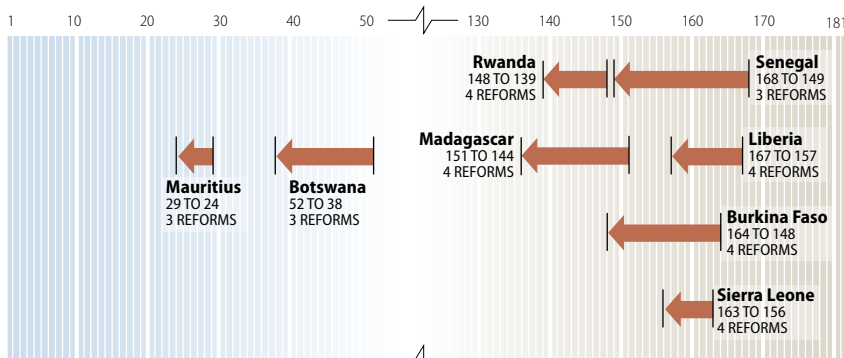 1 10 20 30 40 50 130 140 150 160 170 181
Rwanda
148 TO 139
4 REFORMS
Senegal
168 TO 149
3 REFORMS
Mauritius
29 TO 24
3 REFORMS
Botswana
52 TO 38
3 REFORMS
Madagascar
151 TO 144
4 REFORMS
Liberia
167 TO 157
4 REFORMS
Burkina Faso
164 TO 148
4 REFORMS
Sierra Leone
163 TO 156
4 REFORMS